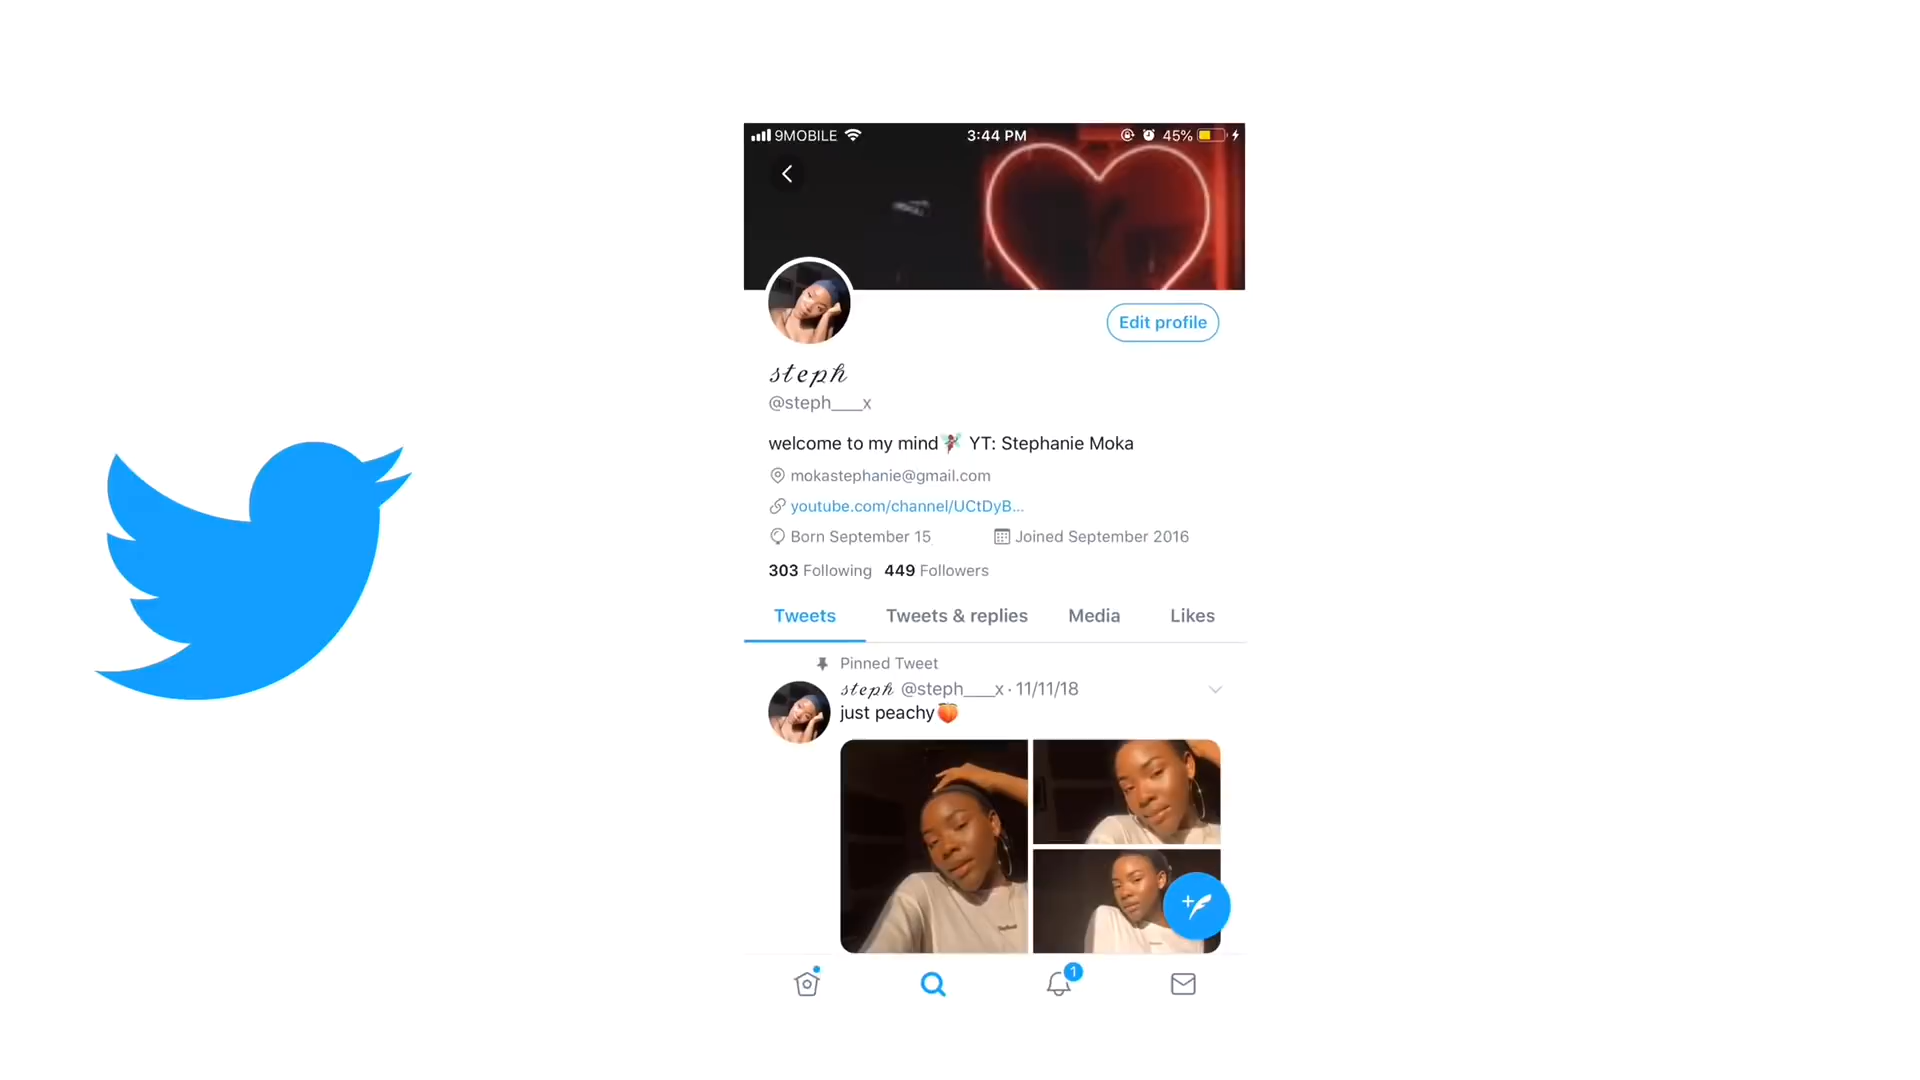 9MOBILE 3:44 PM 45%
Edit profile
steph
@steph____x
welcome to my mind🧚 YT: Stephanie Moka
mokastephanie@gmail.com
youtube.com/channel/UCtDyB...
Born September 15 Joined September 2016
303 Following 449 Followers
Tweets Tweets & replies Media Likes
Pinned Tweet
steph @steph____x · 11/11/18
just peachy🍑
1